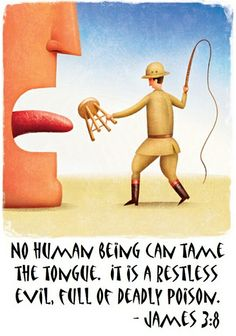 NO HUMAN BEING CAN TAME
THE TONGUE. IT IS A RESTLESS
EVIL, FULL OF DEADLY POISON.
- JAMES 3:8